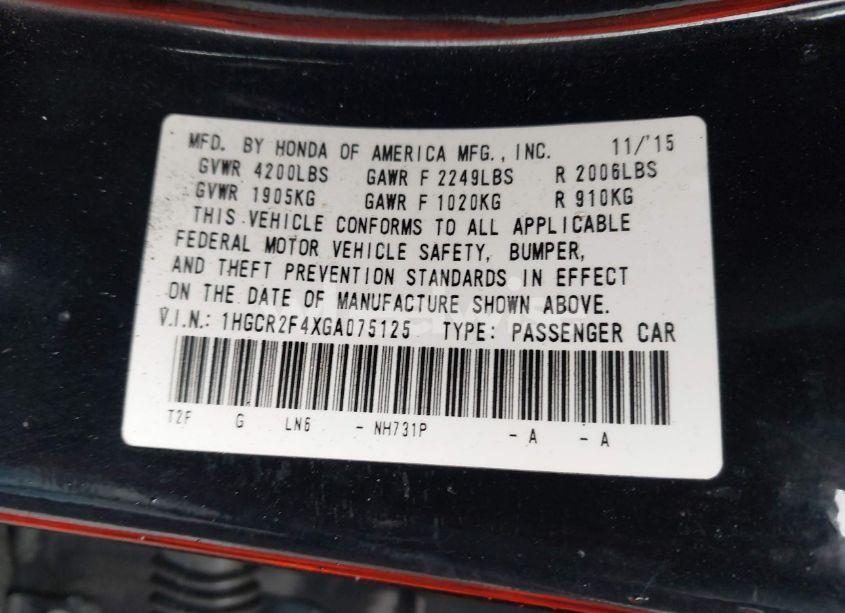 MFD. BY HONDA OF AMERICA MFG., INC. 11/'15
GVWR 4200LBS GAWR F 2249LBS R 2006LBS
GVWR 1905KG GAWR F 1020KG R 910KG
THIS VEHICLE CONFORMS TO ALL APPLICABLE
FEDERAL MOTOR VEHICLE SAFETY, BUMPER,
AND THEFT PREVENTION STANDARDS IN EFFECT
ON THE DATE OF MANUFACTURE SHOWN ABOVE.
V.I.N.: 1HGCR2F4XGA075125 TYPE: PASSENGER CAR
T2F G LN6 - NH731P - A - A